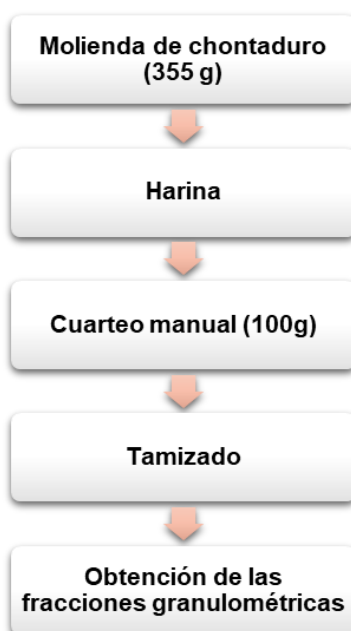 Molienda de chontaduro
(355 g)
Harina
Cuarteo manual (100g)
Tamizado
Obtención de las
fracciones granulométricas